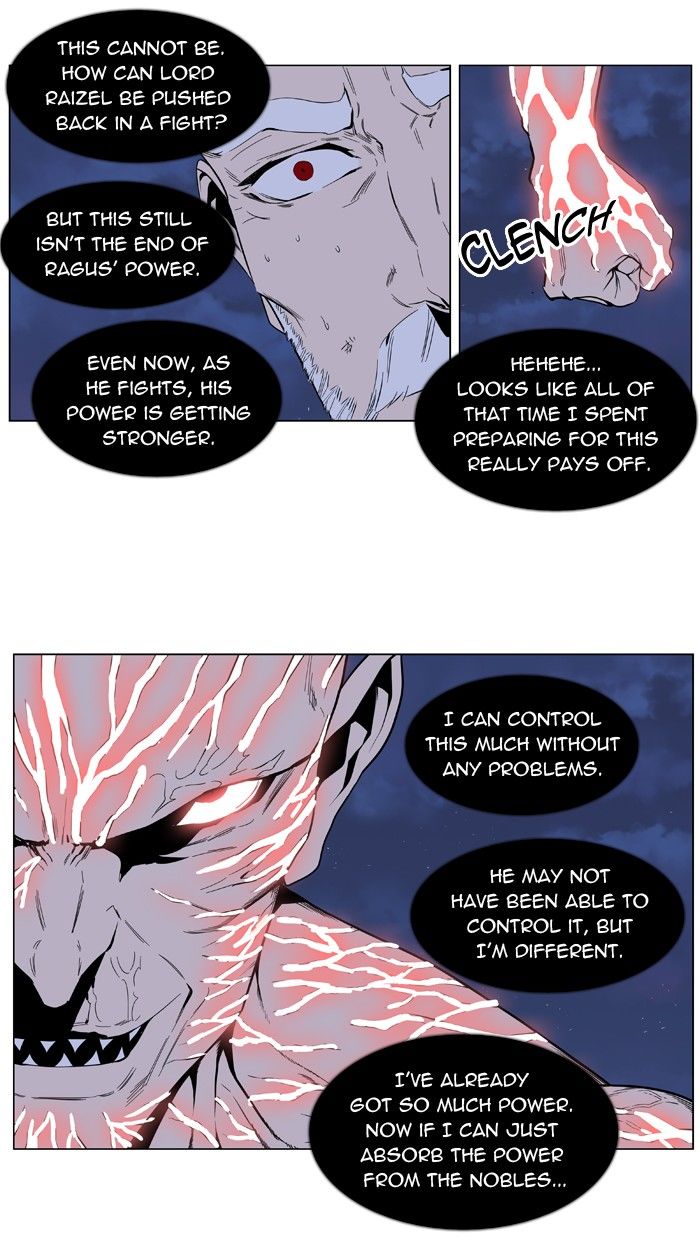 THIS CANNOT BE.
HOW CAN LORD
RAIZEL BE PUSHED
BACK IN A FIGHT?
BUT THIS STILL
ISN'T THE END OF
RAGUS' POWER.
EVEN NOW, AS
HE FIGHTS, HIS
POWER IS GETTING
STRONGER.
CLENCH
HEHEHE...
LOOKS LIKE ALL OF
THAT TIME I SPENT
PREPARING FOR THIS
REALLY PAYS OFF.
I CAN CONTROL
THIS MUCH WITHOUT
ANY PROBLEMS.
HE MAY NOT
HAVE BEEN ABLE TO
CONTROL IT, BUT
I'M DIFFERENT.
I'VE ALREADY
GOT SO MUCH POWER.
NOW IF I CAN JUST
ABSORB THE POWER
FROM THE NOBLES...